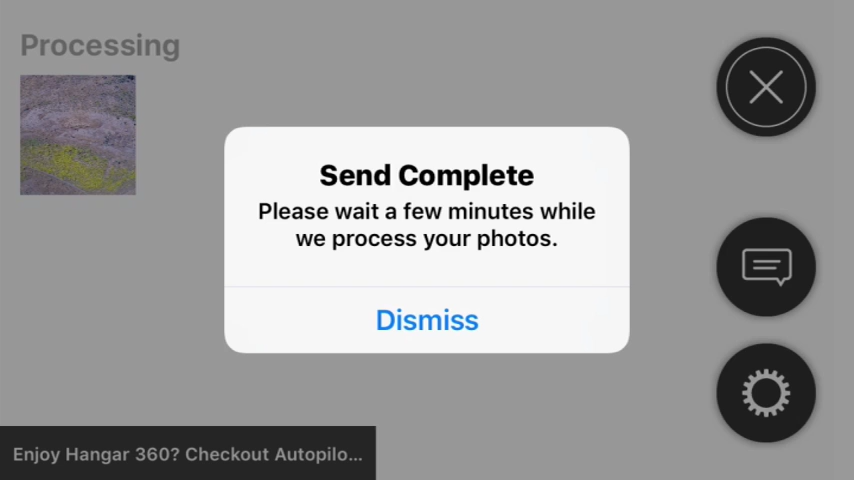 Processing
Send Complete
Please wait a few minutes while
we process your photos.
Dismiss
Enjoy Hangar 360? Checkout Autopilo...